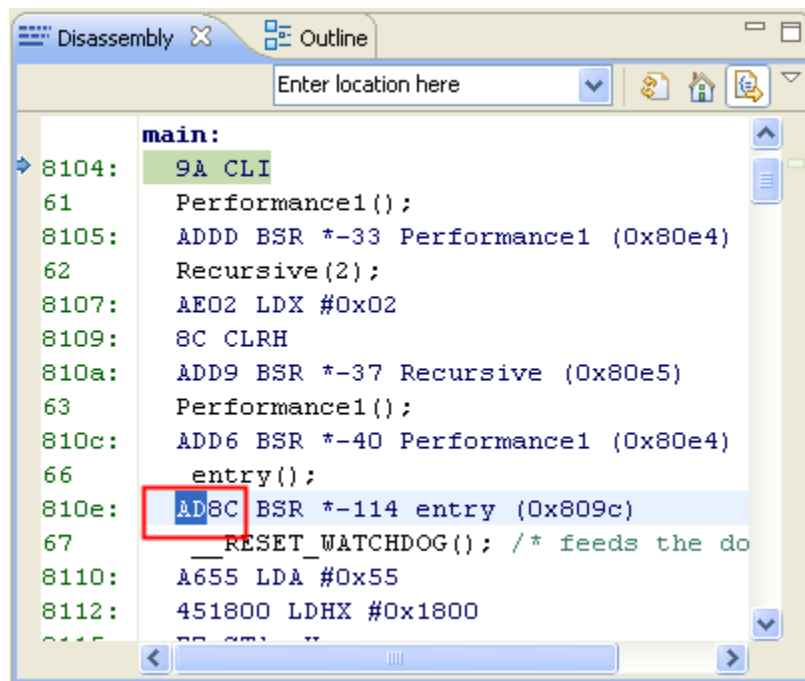 Disassembly Outline
Enter location here
main:
8104: 9A CLI
61 Performance1();
8105: ADDD BSR *-33 Performance1 (0x80e4)
62 Recursive(2);
8107: AE02 LDX #0x02
8109: 8C CLRH
810a: ADD9 BSR *-37 Recursive (0x80e5)
63 Performance1();
810c: ADD6 BSR *-40 Performance1 (0x80e4)
66 entry();
810e: AD8C BSR *-114 entry (0x809c)
67 __RESET_WATCHDOG(); /* feeds the do
8110: A655 LDA #0x55
8112: 451800 LDHX #0x1800